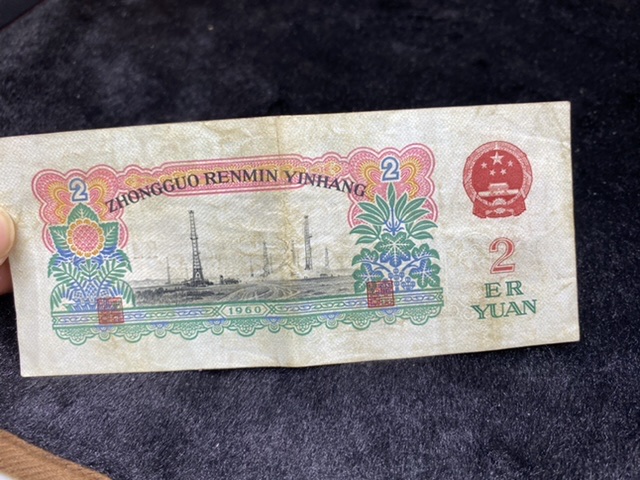 2
2
ZHONGGUO RENMIN YINHANG
1960
2
ER
YUAN